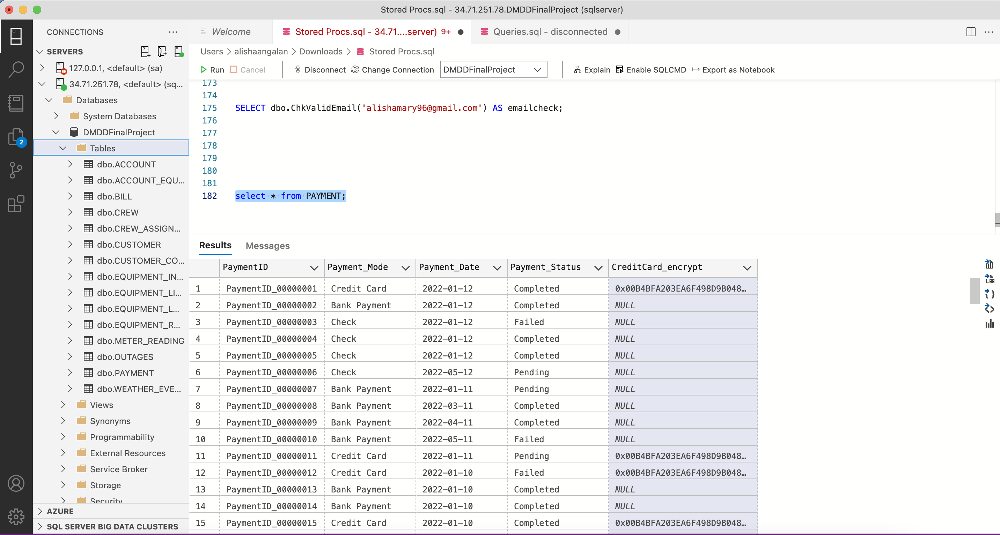 Stored Procs.sql - 34.71.251.78.DMDDFinalProject (sqlserver)
CONNECTIONS
SERVERS
127.0.0.1, <default> (sa)
34.71.251.78, <default> (sq...
Databases
System Databases
DMDDFinalProject
Tables
dbo.ACCOUNT
dbo.ACCOUNT_EQU...
dbo.BILL
dbo.CREW
dbo.CREW_ASSIGN...
dbo.CUSTOMER
dbo.CUSTOMER_CO...
dbo.EQUIPMENT_IN...
dbo.EQUIPMENT_LI...
dbo.EQUIPMENT_L...
dbo.EQUIPMENT_R...
dbo.METER_READING
dbo.OUTAGES
dbo.PAYMENT
dbo.WEATHER_EVE...
Views
Synonyms
Programmability
External Resources
Service Broker
Storage
Security
AZURE
SQL SERVER BIG DATA CLUSTERS
2
Welcome Stored Procs.sql - 34.71....server) 9+ Queries.sql - disconnected
Users > alishaangalan > Downloads > Stored Procs.sql
Run Cancel Disconnect Change Connection DMDDFinalProject Explain Enable SQLCMD Export as Notebook
173
174
175 SELECT dbo.ChkValidEmail('alishamary96@gmail.com') AS emailcheck;
176
177
178
179
180
181
182 select * from PAYMENT;
Results Messages
PaymentID Payment_Mode Payment_Date Payment_Status CreditCard_encrypt
1 PaymentID_00000001 Credit Card 2022-01-12 Completed 0x00B4BFA203EA6F498D9B048...
2 PaymentID_00000002 Bank Payment 2022-01-12 Completed NULL
3 PaymentID_00000003 Check 2022-01-12 Failed NULL
4 PaymentID_00000004 Check 2022-01-12 Completed NULL
5 PaymentID_00000005 Check 2022-01-12 Completed NULL
6 PaymentID_00000006 Check 2022-05-12 Pending NULL
7 PaymentID_00000007 Bank Payment 2022-01-11 Pending NULL
8 PaymentID_00000008 Bank Payment 2022-03-11 Completed NULL
9 PaymentID_00000009 Bank Payment 2022-04-11 Completed NULL
10 PaymentID_00000010 Bank Payment 2022-05-11 Failed NULL
11 PaymentID_00000011 Credit Card 2022-01-11 Pending 0x00B4BFA203EA6F498D9B048...
12 PaymentID_00000012 Credit Card 2022-01-10 Failed 0x00B4BFA203EA6F498D9B048...
13 PaymentID_00000013 Bank Payment 2022-01-10 Completed NULL
14 PaymentID_00000014 Bank Payment 2022-01-10 Completed NULL
15 PaymentID_00000015 Credit Card 2022-01-10 Completed 0x00B4BFA203EA6F498D9B048...